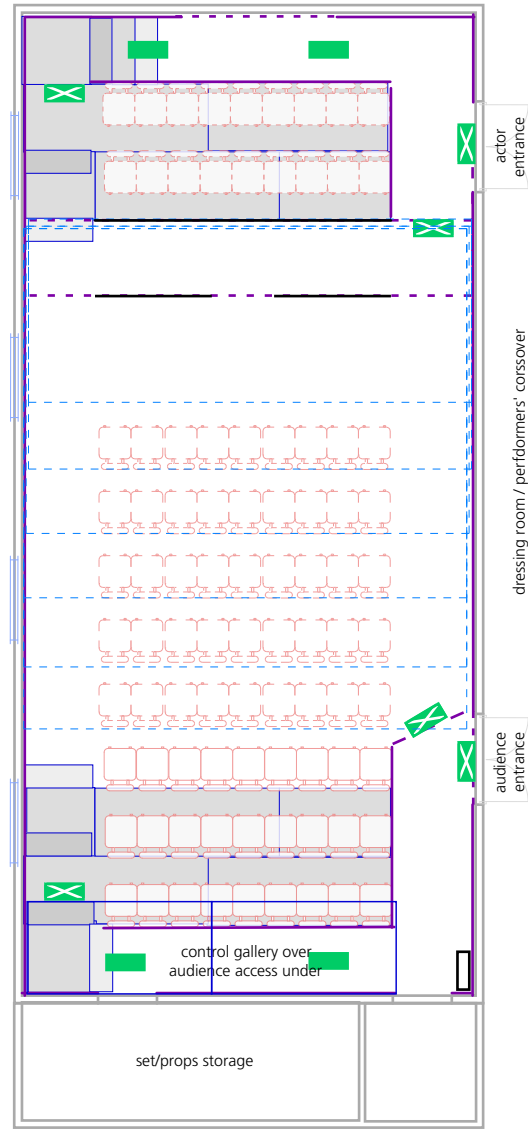 actor
entrance
dressing room / perfdormers' corssover
audience
entrance
control gallery over
audience access under
set/props storage